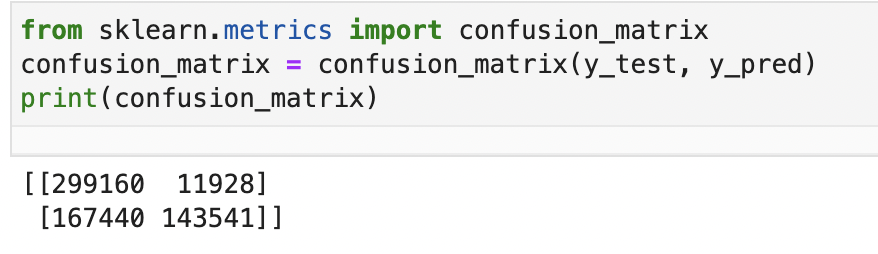 from sklearn.metrics import confusion_matrix
confusion_matrix = confusion_matrix(y_test, y_pred)
print(confusion_matrix)
[[299160  11928]
 [167440 143541]]